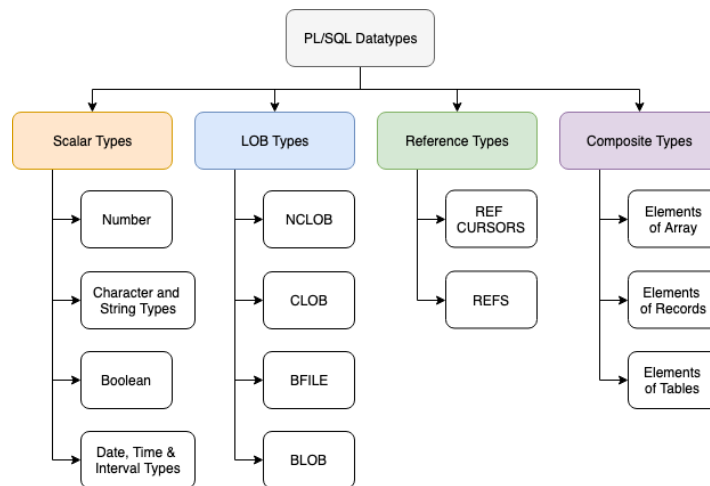 PL/SQL Datatypes
Scalar Types
LOB Types
Reference Types
Composite Types
Number
Character and
String Types
Boolean
Date, Time &
Interval Types
NCLOB
CLOB
BFILE
BLOB
REF
CURSORS
REFS
Elements
of Array
Elements
of Records
Elements
of Tables